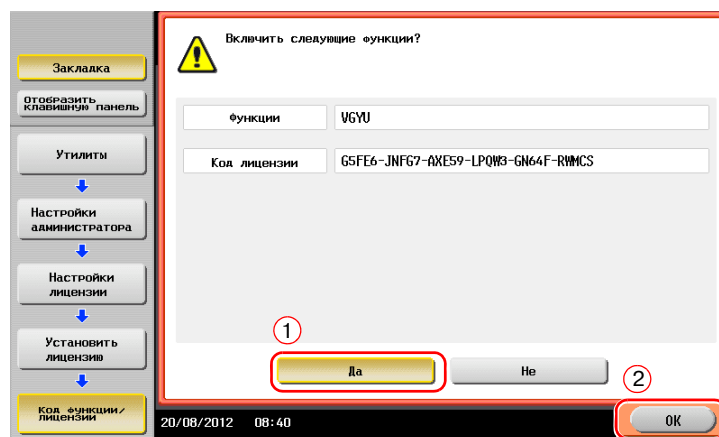 Закладка
Отобразить
клавишную панель
Утилиты
Настройки
администратора
Настройки
лицензии
Установить
лицензию
Код функции/
лицензии
Включить следующие функции?
Функции
VGYU
Код лицензии
G5FE6-JNFG7-AXE59-LPQW3-GN64F-RWMCS
1
Да
Не
2
20/08/2012 08:40
OK